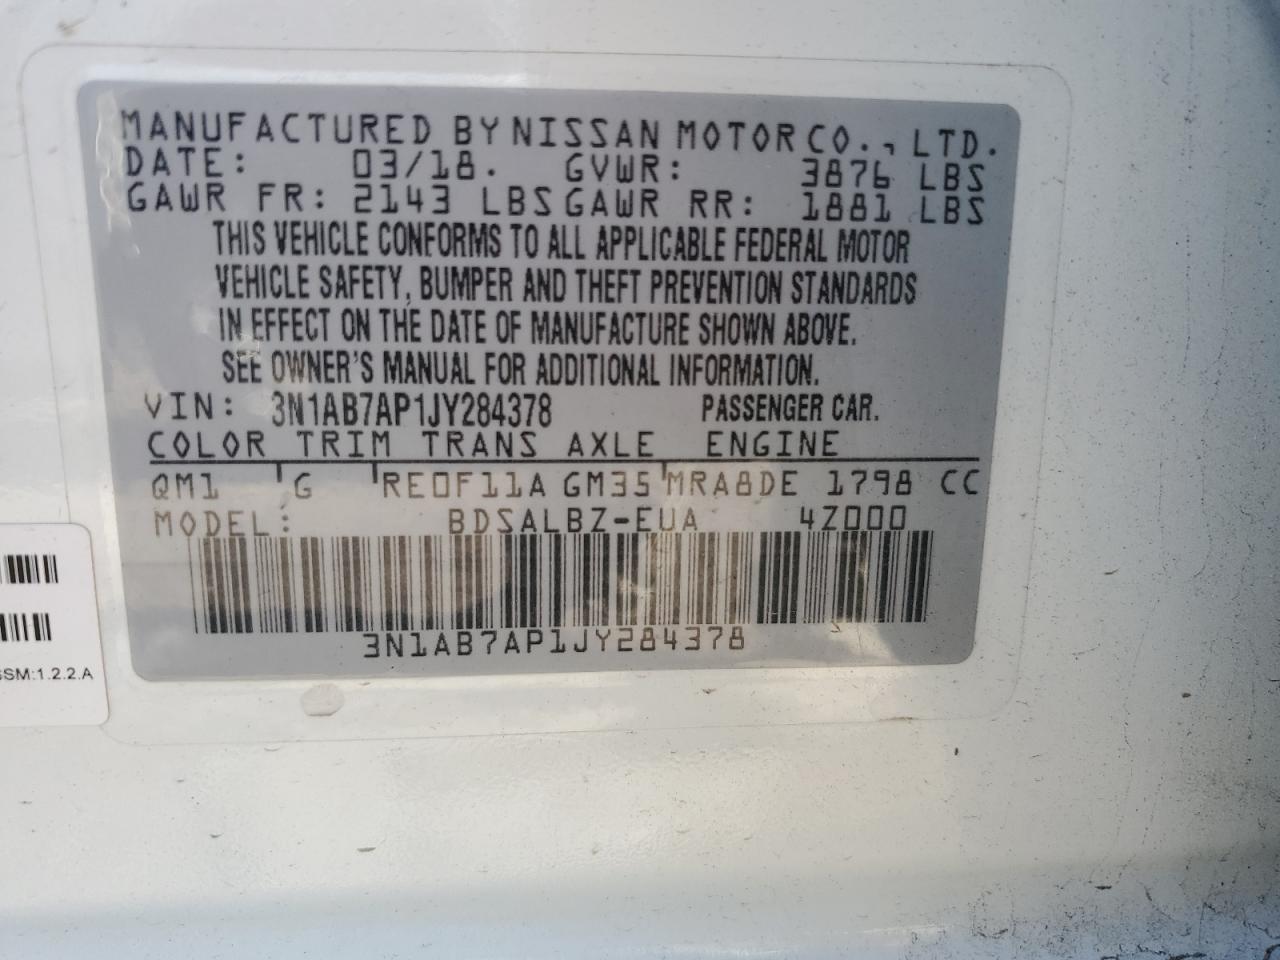 MANUFACTURED BY NISSAN MOTOR CO., LTD.
DATE: 03/18. GVWR: 3876 LBS
GAWR FR: 2143 LBS GAWR RR: 1881 LBS
THIS VEHICLE CONFORMS TO ALL APPLICABLE FEDERAL MOTOR
VEHICLE SAFETY, BUMPER AND THEFT PREVENTION STANDARDS
IN EFFECT ON THE DATE OF MANUFACTURE SHOWN ABOVE.
SEE OWNER'S MANUAL FOR ADDITIONAL INFORMATION.
VIN: 3N1AB7AP1JY284378 PASSENGER CAR.
COLOR TRIM TRANS AXLE ENGINE
QM1 G RE0F11A GM35 MRA8DE 1798 CC
MODEL: BDSALBZ-EUA 4Z000
3N1AB7AP1JY284378
SSM:1.2.2.A